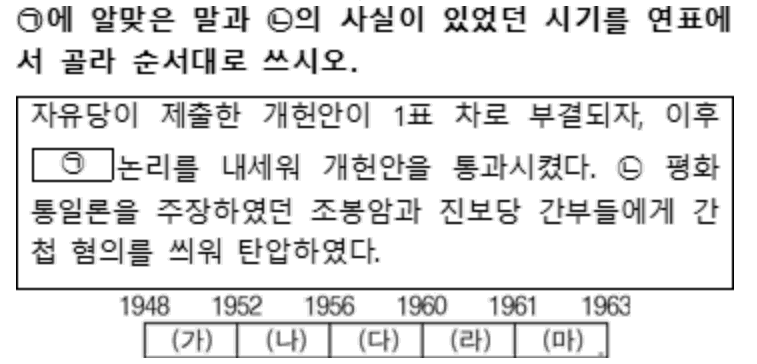 ㉠에 알맞은 말과 ㉡의 사실이 있었던 시기를 연표에
서 골라 순서대로 쓰시오.
자유당이 제출한 개헌안이 1표 차로 부결되자, 이후
㉠ 논리를 내세워 개헌안을 통과시켰다. ㉡ 평화
통일론을 주장하였던 조봉암과 진보당 간부들에게 간
첩 혐의를 씌워 탄압하였다.
1948 1952 1956 1960 1961 1963
(가) (나) (다) (라) (마)